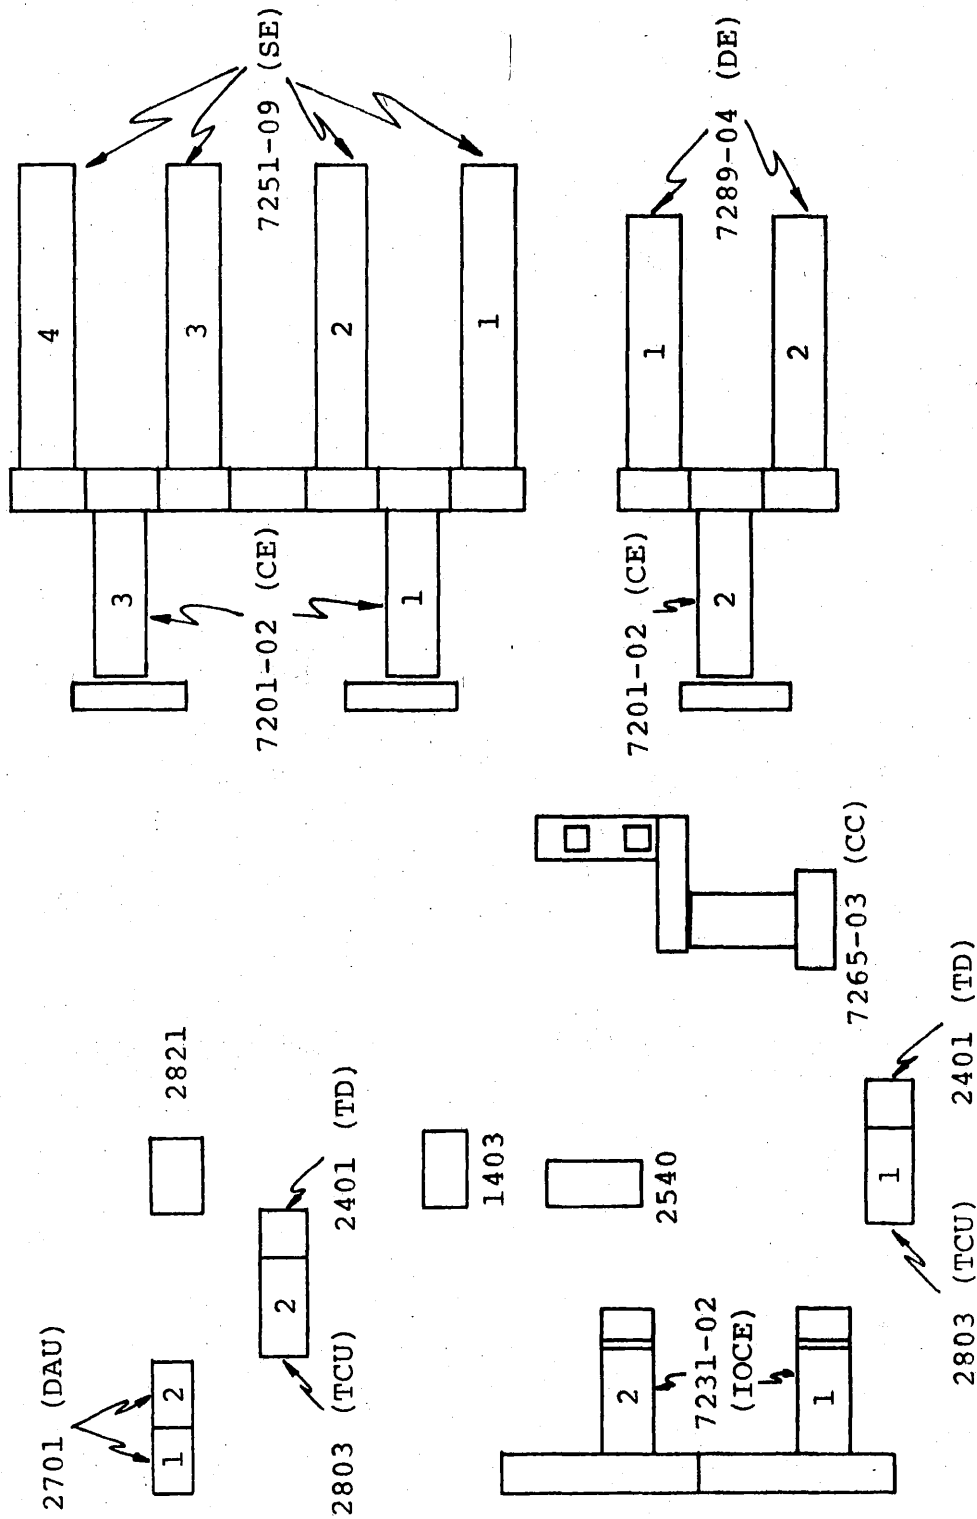 2701 (DAU)
1
2
2821
2803 (TCU)
2
2401 (TD)
1403
2540
2
7231-02
(IOCE)
1
2803 (TCU)
1
2401 (TD)
7265-03 (CC)
7201-02 (CE)
3
1
7251-09 (SE)
4
3
2
1
7201-02 (CE)
2
7289-04 (DE)
1
2